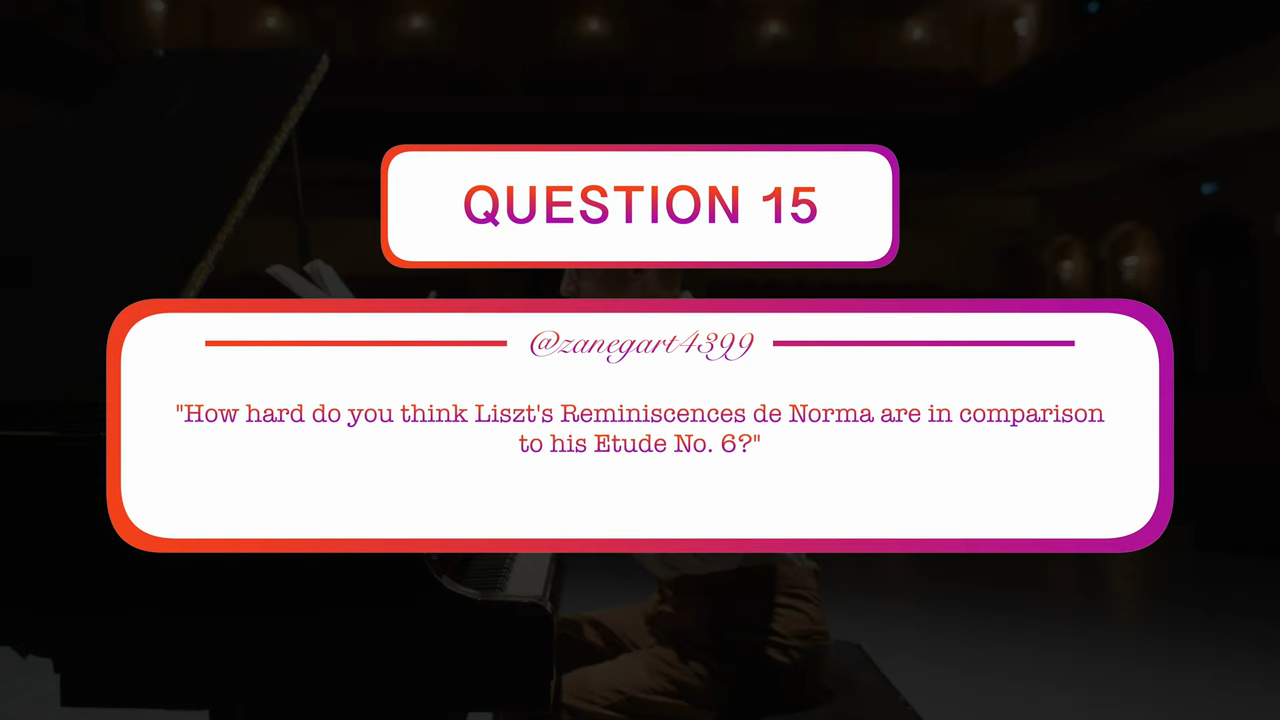 QUESTION 15
@zanegart4399
"How hard do you think Liszt's Reminiscences de Norma are in comparison
to his Etude No. 6?"